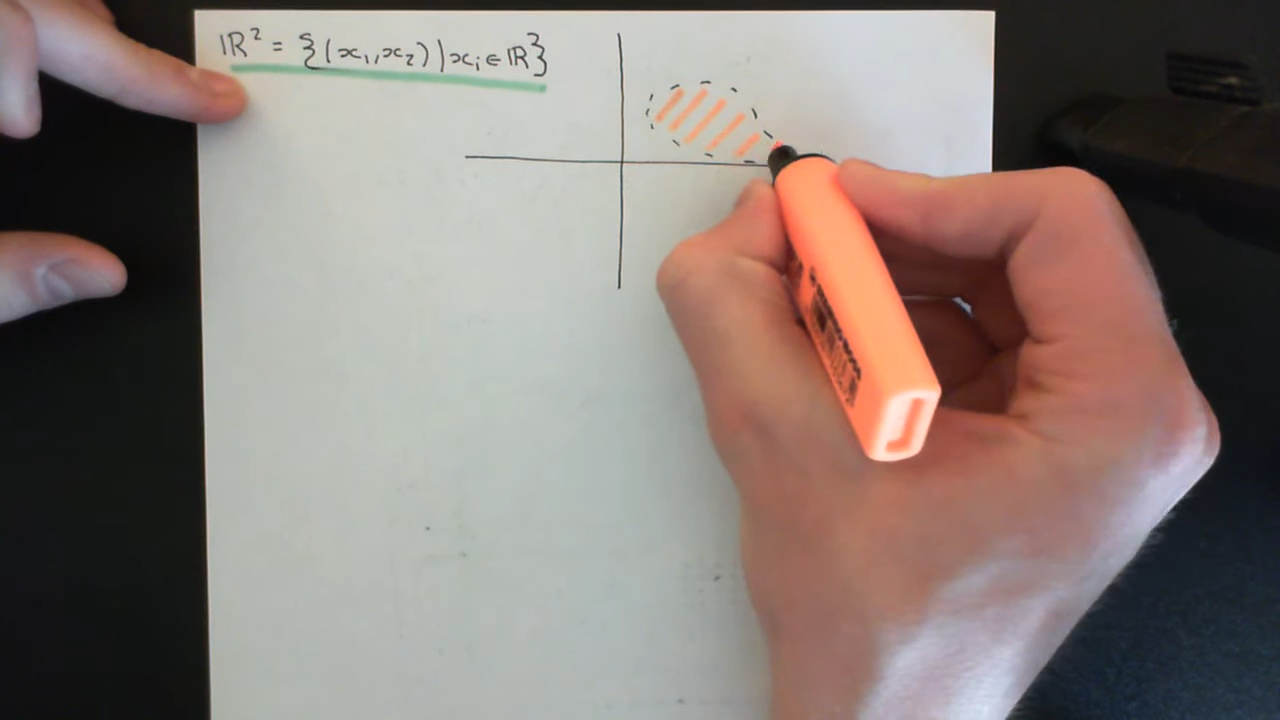 ℝ² = {(x₁,x₂) | xᵢ ∈ ℝ}